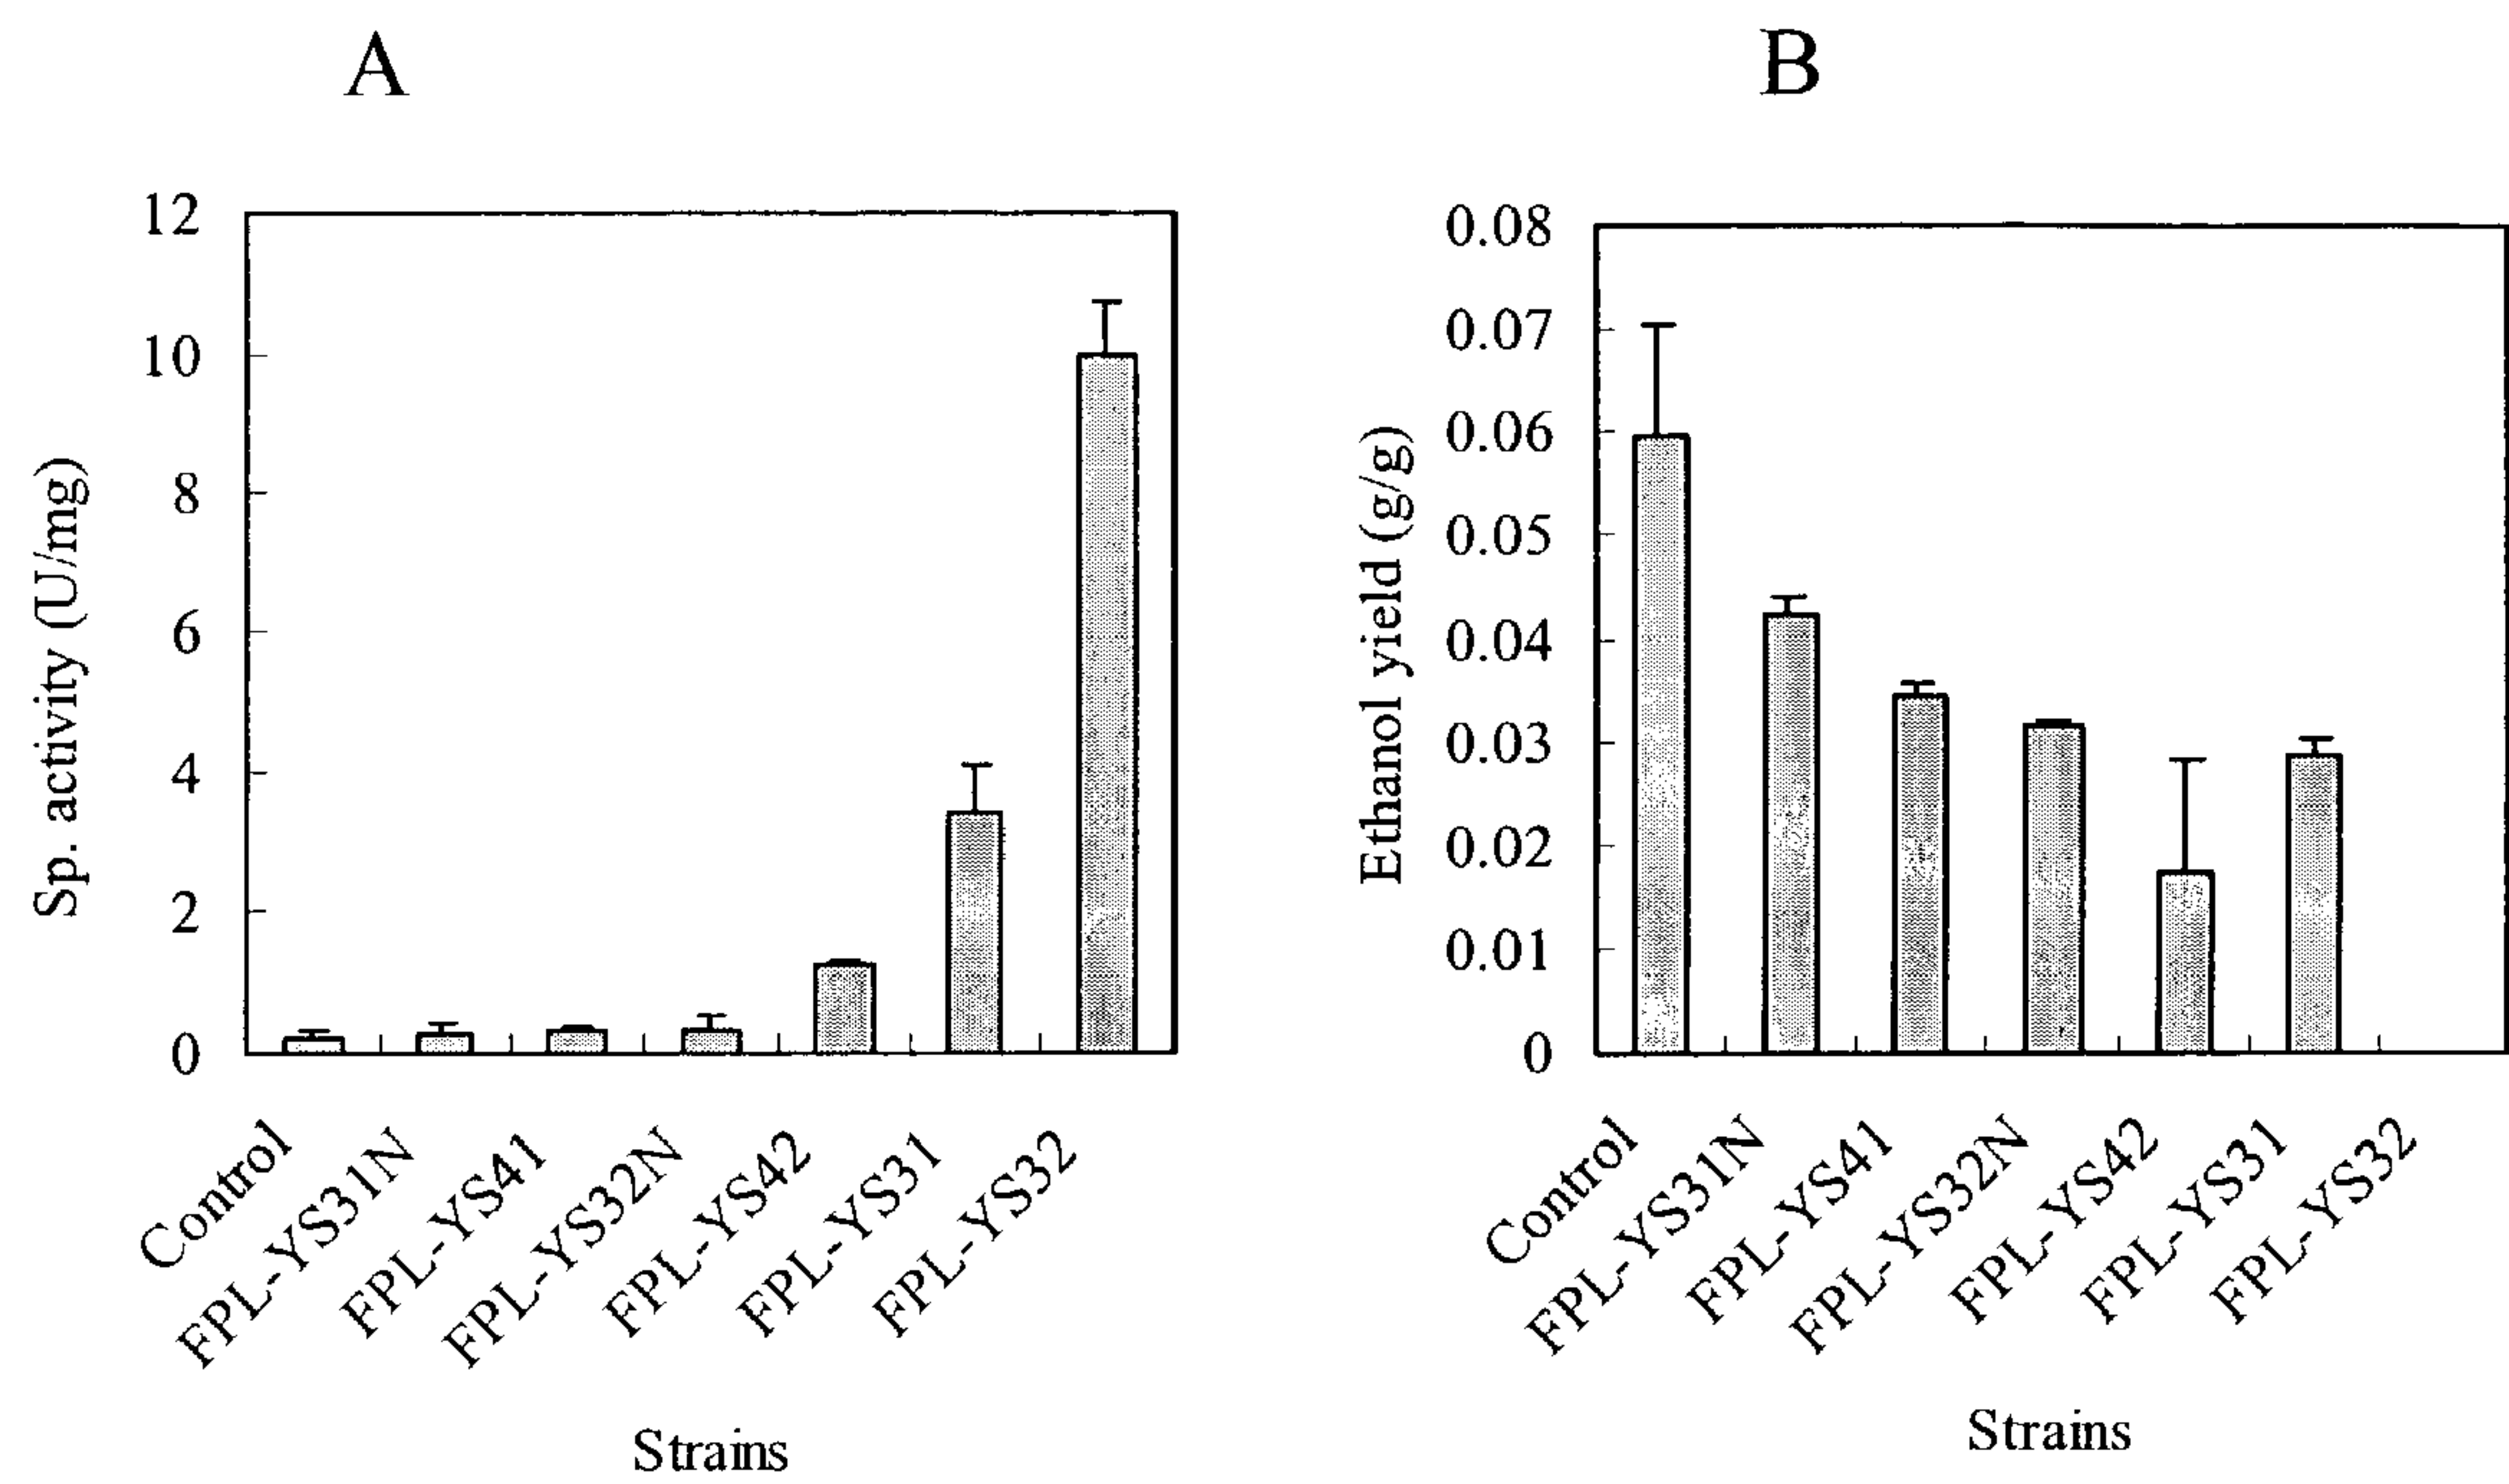 A
12
10
8
6
4
2
0
Sp. activity (U/mg)
Control
FPL-YS31N
FPL-YS41
FPL-YS32N
FPL-YS42
FPL-YS31
FPL-YS32
Strains
B
0.08
0.07
0.06
0.05
0.04
0.03
0.02
0.01
0
Ethanol yield (g/g)
Control
FPL-YS31N
FPL-YS41
FPL-YS32N
FPL-YS42
FPL-YS31
FPL-YS32
Strains